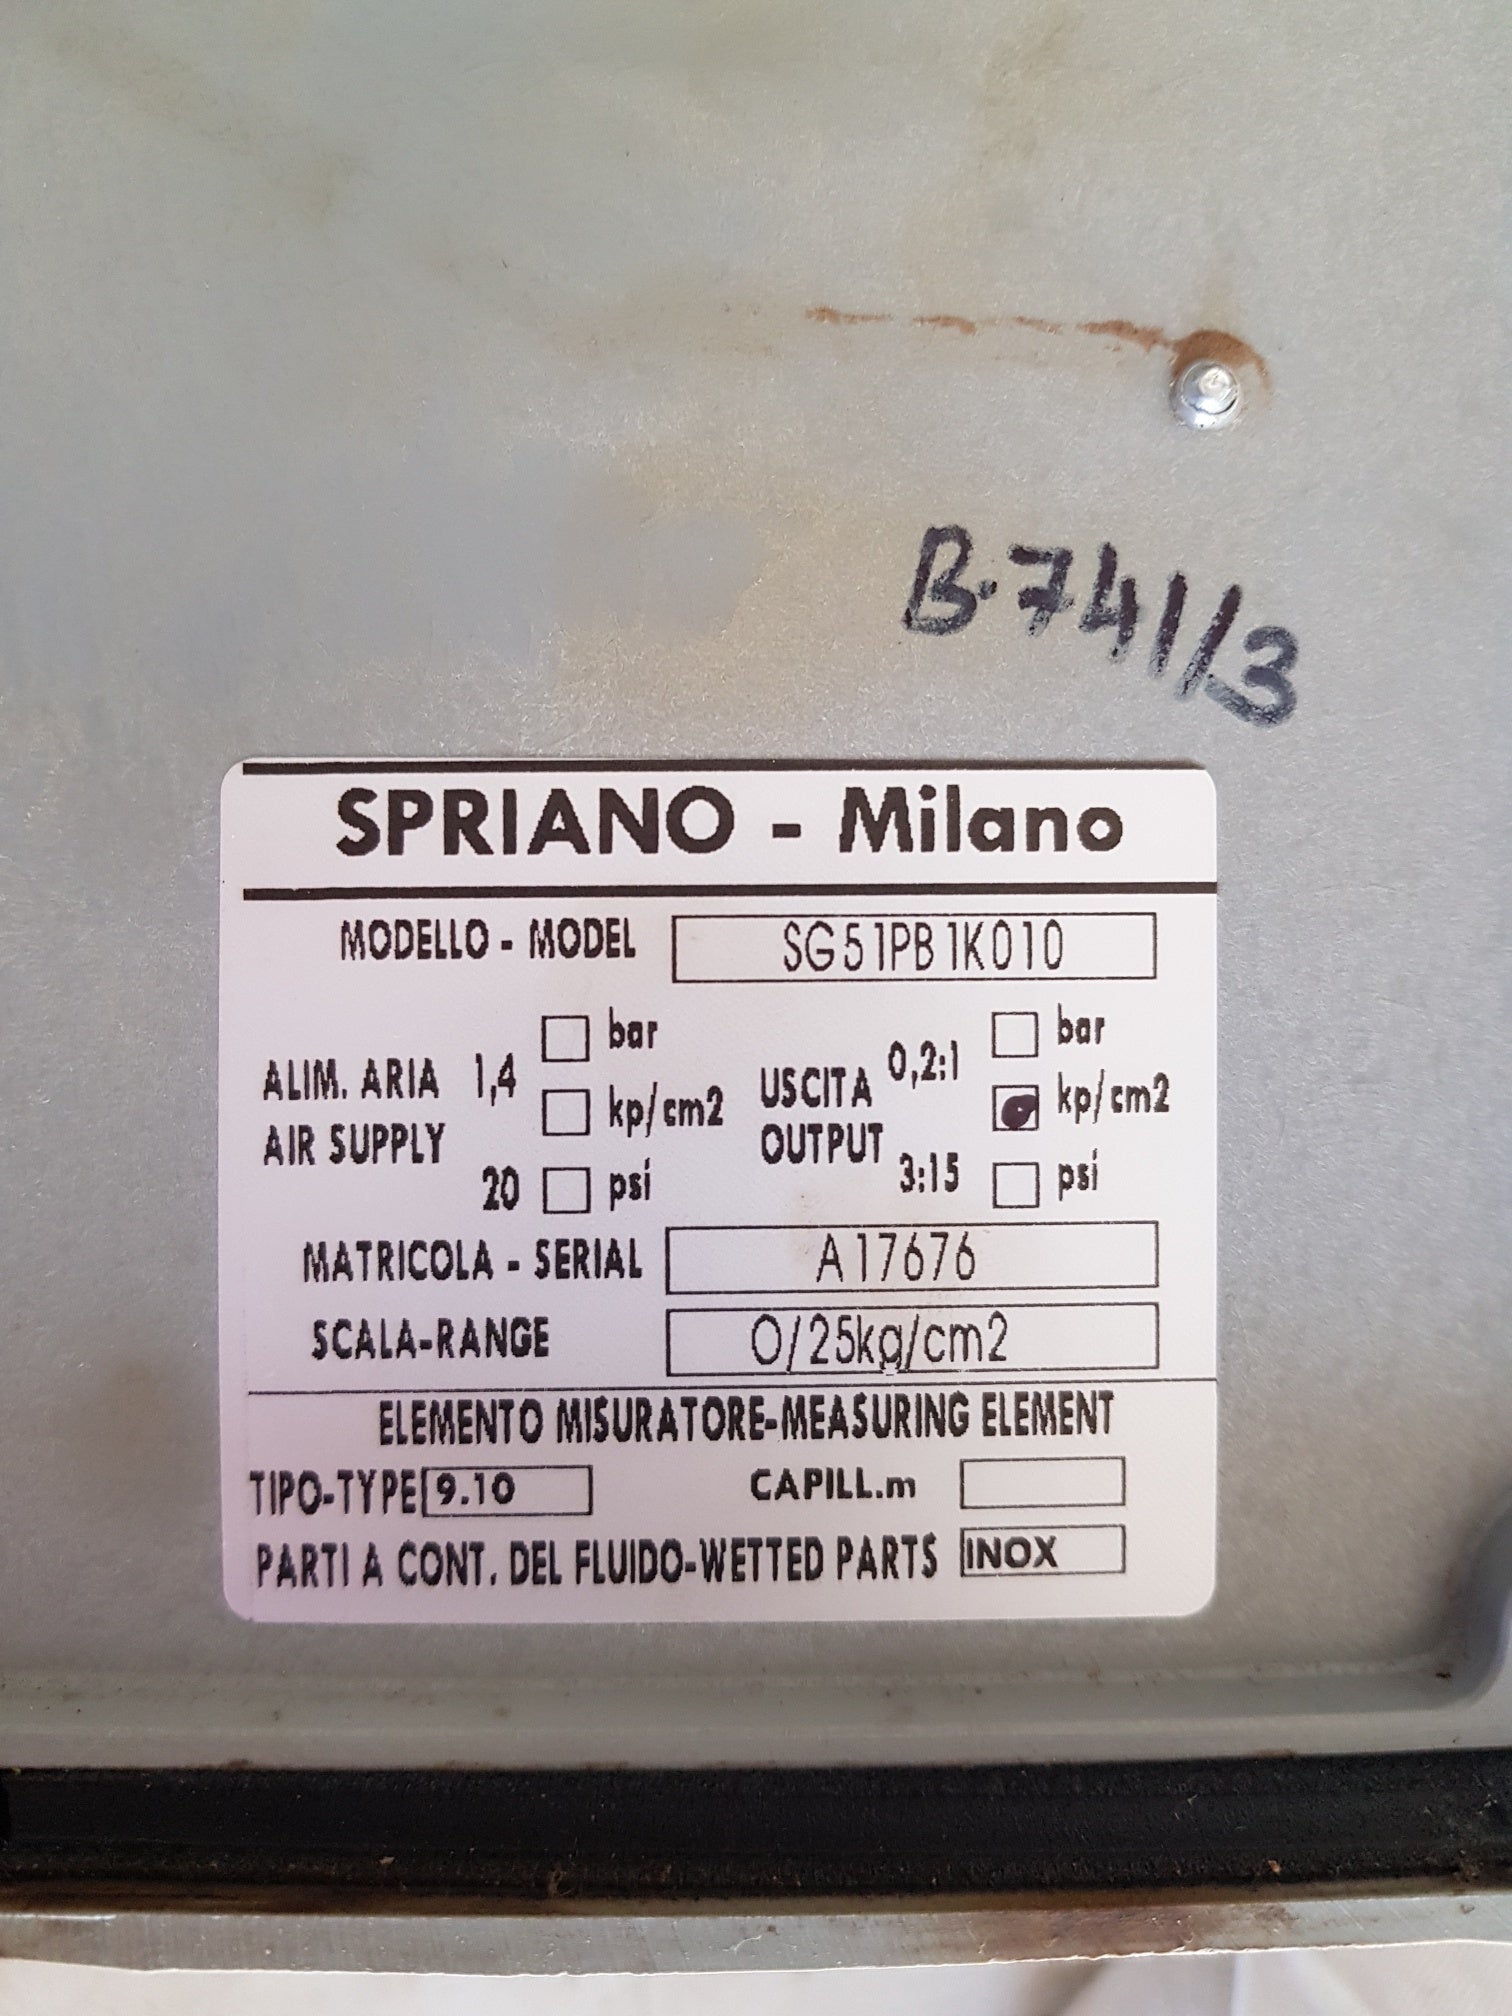 B.741/3
SPRIANO - Milano
MODELLO - MODEL SG51PB1K010
ALIM. ARIA 1,4 bar
AIR SUPPLY kp/cm2
20 psi
USCITA 0,2:1 bar
OUTPUT kp/cm2
3:15 psi
MATRICOLA - SERIAL A17676
SCALA-RANGE 0/25kg/cm2
ELEMENTO MISURATORE-MEASURING ELEMENT
TIPO-TYPE 9.10 CAPILL.m
PARTI A CONT. DEL FLUIDO-WETTED PARTS INOX